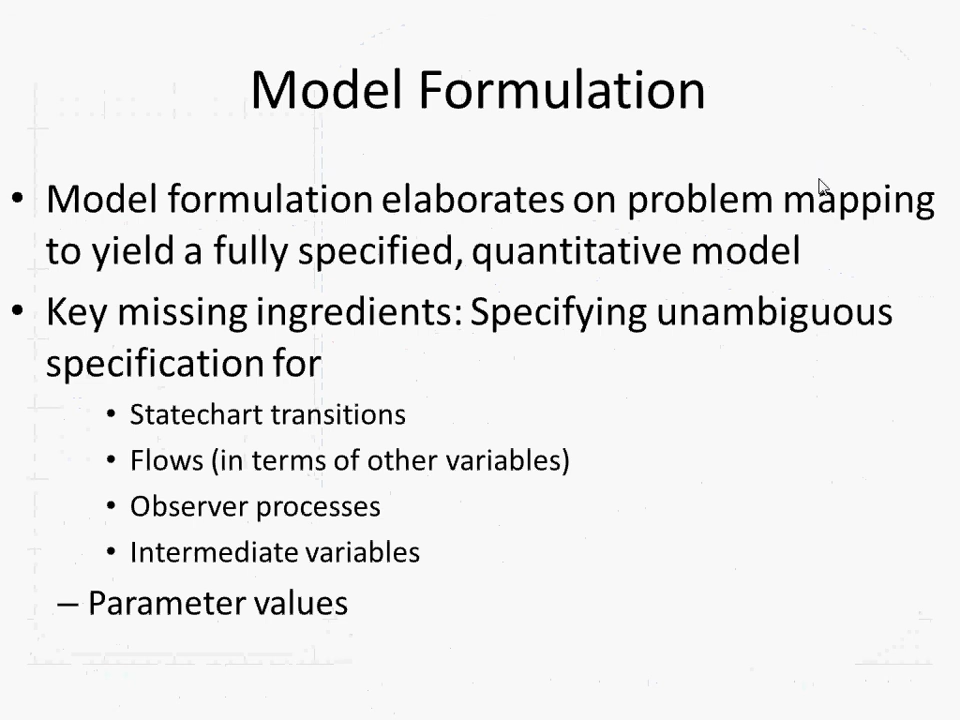 Model Formulation
• Model formulation elaborates on problem mapping
to yield a fully specified, quantitative model
• Key missing ingredients: Specifying unambiguous
specification for
• Statechart transitions
• Flows (in terms of other variables)
• Observer processes
• Intermediate variables
– Parameter values